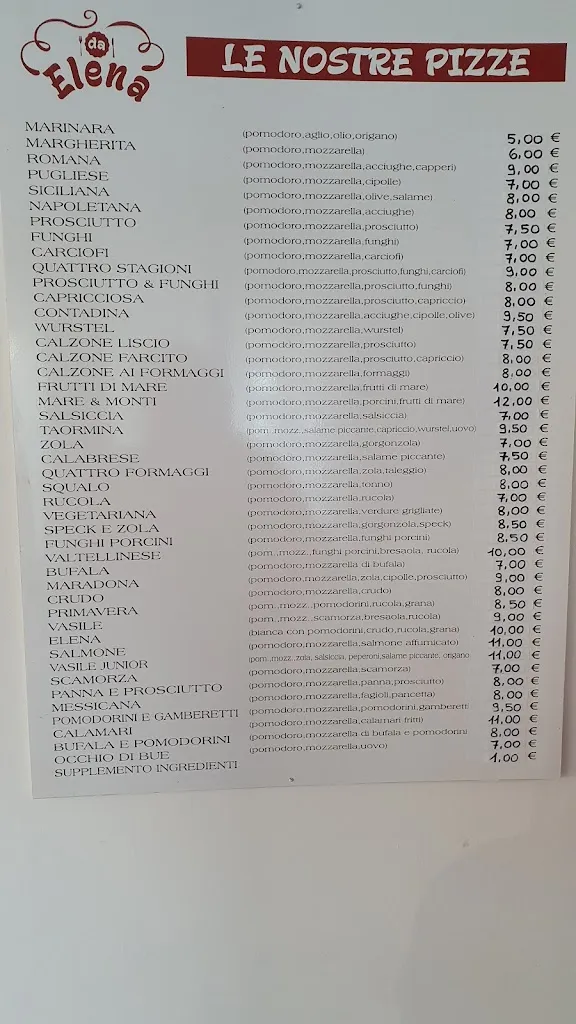 da Elena
LE NOSTRE PIZZE
MARINARA (pomodoro,aglio,olio,origano) 5,00 €
MARGHERITA (pomodoro,mozzarella) 6,00 €
ROMANA (pomodoro,mozzarella,acciughe,capperi) 9,00 €
PUGLIESE (pomodoro,mozzarella,cipolle) 7,00 €
SICILIANA (pomodoro,mozzarella,olive,salame) 8,00 €
NAPOLETANA (pomodoro,mozzarella,acciughe) 8,00 €
PROSCIUTTO (pomodoro,mozzarella,prosciutto) 7,50 €
FUNGHI (pomodoro,mozzarella,funghi) 7,00 €
CARCIOFI (pomodoro,mozzarella,carciofi) 7,00 €
QUATTRO STAGIONI (pomodoro,mozzarella,prosciutto,funghi,carciofi) 9,00 €
PROSCIUTTO & FUNGHI (pomodoro,mozzarella,prosciutto,funghi) 8,00 €
CAPRICCIOSA (pomodoro,mozzarella,prosciutto,capriccio) 8,00 €
CONTADINA (pomodoro,mozzarella,acciughe,cipolle,olive) 9,50 €
WURSTEL (pomodoro,mozzarella,wurstel) 7,50 €
CALZONE LISCIO (pomodoro,mozzarella,prosciutto) 7,50 €
CALZONE FARCITO (pomodoro,mozzarella,prosciutto,capriccio) 8,00 €
CALZONE AI FORMAGGI (pomodoro,mozzarella,formaggi) 8,00 €
FRUTTI DI MARE (pomodoro,mozzarella,frutti di mare) 10,00 €
MARE & MONTI (pomodoro,mozzarella,porcini,frutti di mare) 12,00 €
SALSICCIA (pomodoro,mozzarella,salsiccia) 7,00 €
TAORMINA (pom.,mozz.,salame piccante,capriccio,wurstel,uovo) 9,50 €
ZOLA (pomodoro,mozzarella,gorgonzola) 7,00 €
CALABRESE (pomodoro,mozzarella,salame piccante) 7,50 €
QUATTRO FORMAGGI (pomodoro,mozzarella,zola,taleggio) 8,00 €
SQUALO (pomodoro,mozzarella,tonno) 8,00 €
RUCOLA (pomodoro,mozzarella,rucola) 7,00 €
VEGETARIANA (pomodoro,mozzarella,verdure grigliate) 8,00 €
SPECK E ZOLA (pomodoro,mozzarella,gorgonzola,speck) 8,50 €
FUNGHI PORCINI (pomodoro,mozzarella,funghi porcini) 8,50 €
VALTELLINESE (pom.,mozz.,funghi porcini,bresaola, rucola) 10,00 €
BUFALA (pomodoro,mozzarella di bufala) 7,00 €
MARADONA (pomodoro,mozzarella,zola,cipolle,prosciutto) 9,00 €
CRUDO (pomodoro,mozzarella,crudo) 8,00 €
PRIMAVERA (pom.,mozz.,pomodorini,rucola,grana) 8,50 €
VASILE (pom.,mozz.,scamorza,bresaola,rucola) 9,00 €
ELENA (bianca con pomodorini,crudo,rucola,grana) 10,00 €
SALMONE (pomodoro,mozzarella,salmone affumicato) 11,00 €
VASILE JUNIOR (pom.,mozz.,zola, salsiccia, peperoni,salame piccante, origano 11,00 €
SCAMORZA (pomodoro,mozzarella,scamorza) 7,00 €
PANNA E PROSCIUTTO (pomodoro,mozzarella,panna,prosciutto) 8,00 €
MESSICANA (pomodoro,mozzarella,fagioli,pancetta) 8,00 €
POMODORINI E GAMBERETTI (pomodoro,mozzarella,pomodorini,gamberetti 9,50 €
CALAMARI (pomodoro,mozzarella,calamari fritti) 11,00 €
BUFALA E POMODORINI (pomodoro,mozzarella di bufala e pomodorini 8,00 €
OCCHIO DI BUE (pomodoro,mozzarella,uovo) 7,00 €
SUPPLEMENTO INGREDIENTI 1,00 €